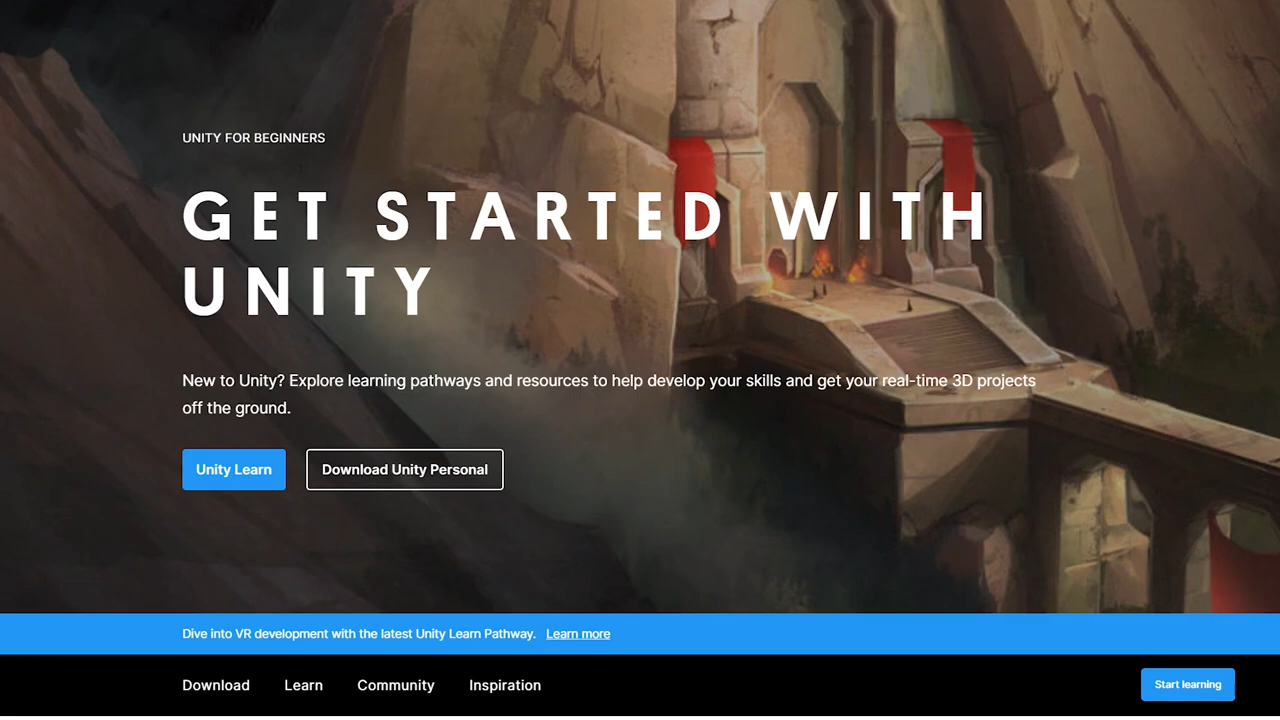 UNITY FOR BEGINNERS
GET STARTED WITH
UNITY
New to Unity? Explore learning pathways and resources to help develop your skills and get your real-time 3D projects
off the ground.
Unity Learn
Download Unity Personal
Dive into VR development with the latest Unity Learn Pathway. Learn more
Download Learn Community Inspiration Start learning